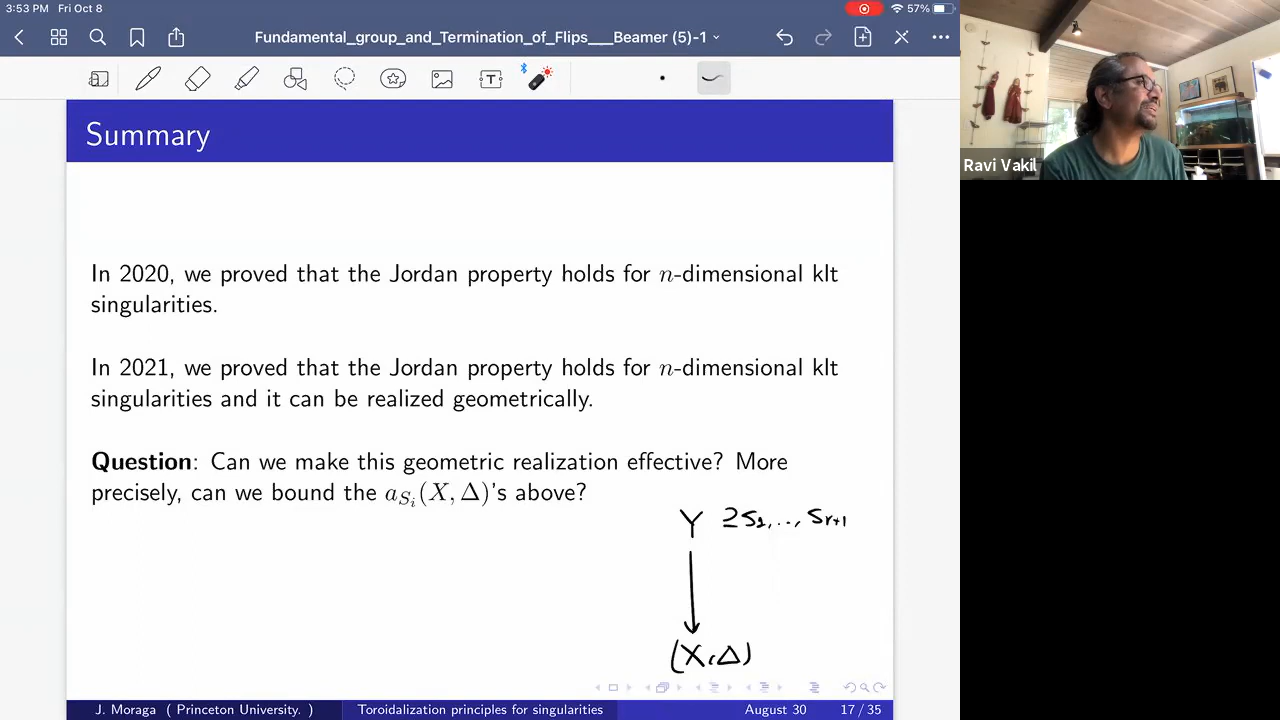 3:53 PM Fri Oct 8
57%
Fundamental_group_and_Termination_of_Flips___Beamer (5)-1
T
Summary
In 2020, we proved that the Jordan property holds for n-dimensional klt
singularities.
In 2021, we proved that the Jordan property holds for n-dimensional klt
singularities and it can be realized geometrically.
Question: Can we make this geometric realization effective? More
precisely, can we bound the a_{S_i}(X, Δ)'s above?
Y ⊇ S_1, ..., S_{r+1}
(X, Δ)
J. Moraga ( Princeton University. )
Toroidalization principles for singularities
August 30
17 / 35
Ravi Vakil